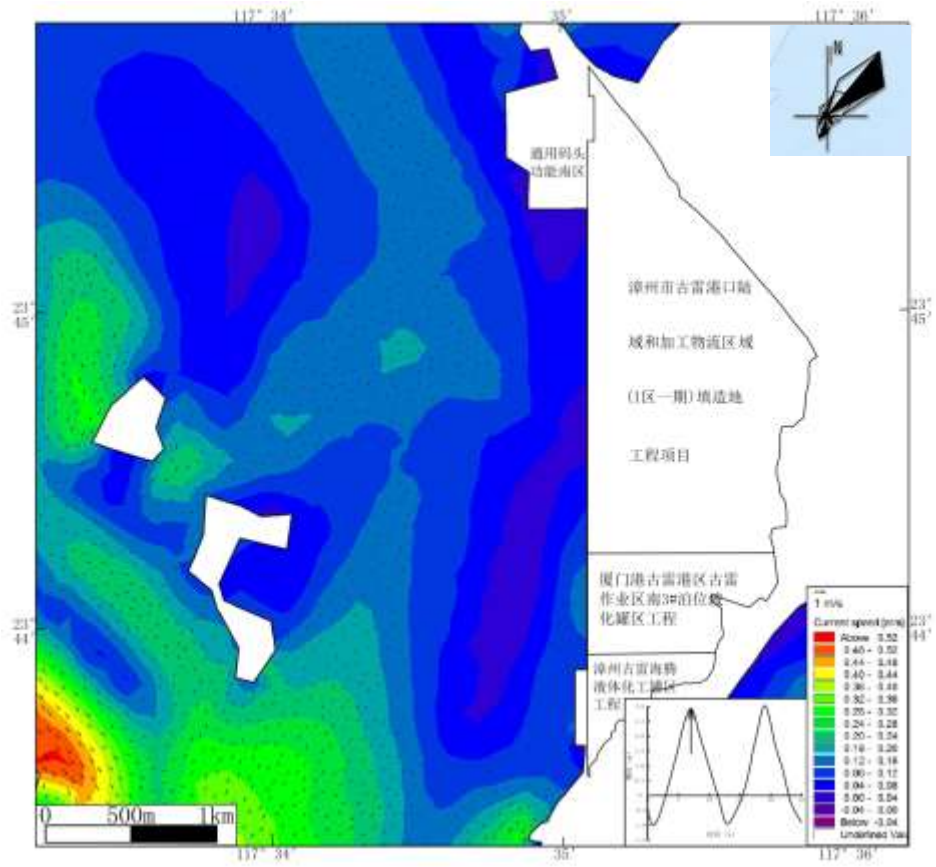 117° 34′
35′
117° 36′
N
通用码头
功能南区
23°
45′
23°
45′
漳州市古雷港口陆
域和加工物流区域
(1区一期)填造地
工程项目
厦门港古雷港区古雷
作业区南3#泊位
化罐区工程
23°
44′
23°
44′
漳州古雷海腾
液体化工罐区
工程
1 m/s
Current speed [m/s]
Above 0.52
0.48 - 0.52
0.44 - 0.48
0.40 - 0.44
0.36 - 0.40
0.32 - 0.36
0.28 - 0.32
0.24 - 0.28
0.20 - 0.24
0.16 - 0.20
0.12 - 0.16
0.08 - 0.12
0.04 - 0.08
0.00 - 0.04
-0.04 - 0.00
Below -0.04
Undefined Val
0 500m 1km
117° 34′
35′
117° 36′